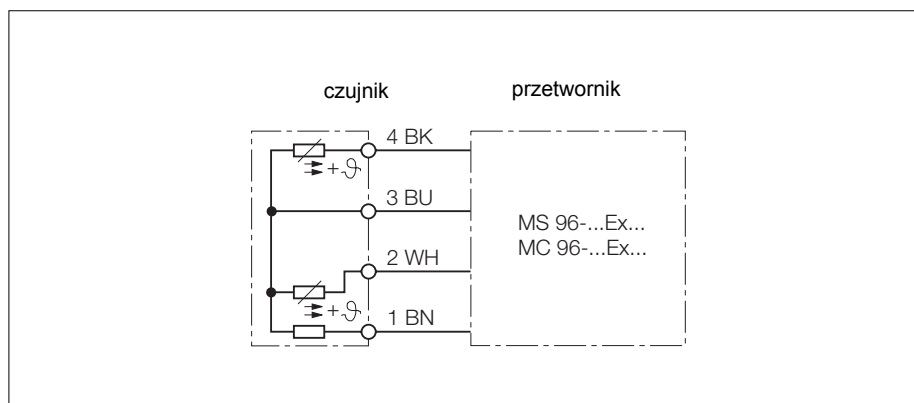 czujnik
przetwornik
4 BK
+ϑ
3 BU
MS 96-...Ex...
MC 96-...Ex...
2 WH
+ϑ
1 BN